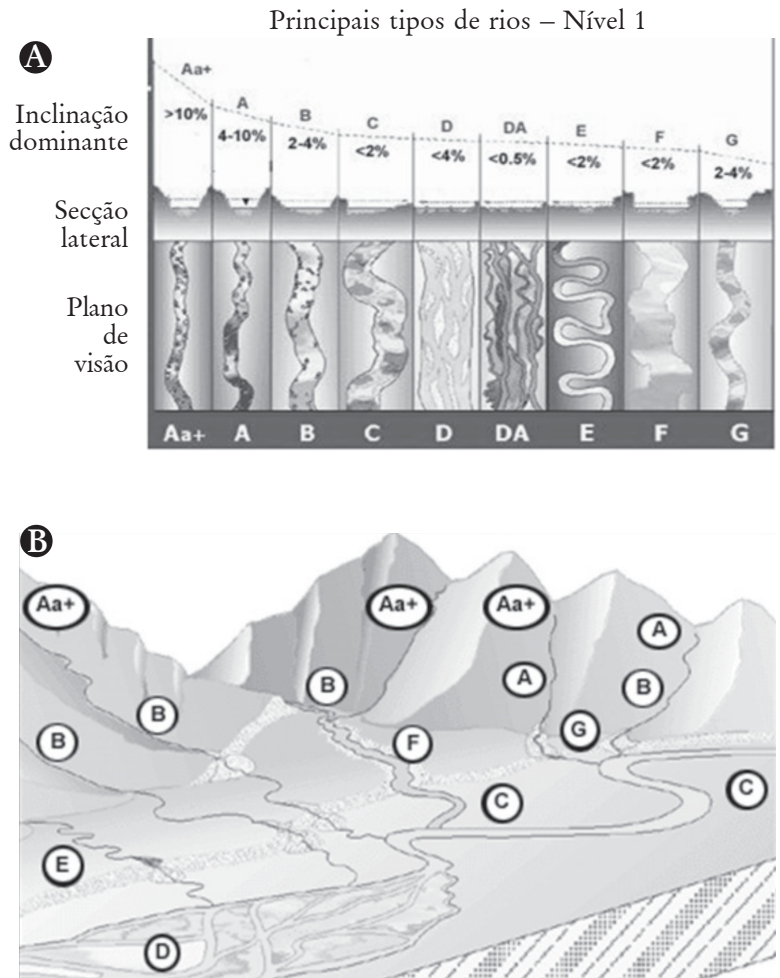 Principais tipos de rios – Nível 1
A
Inclinação
dominante
Aa+ A B C D DA E F G
>10% 4-10% 2-4% <2% <4% <0.5% <2% <2% 2-4%
Secção
lateral
Plano
de
visão
Aa+ A B C D DA E F G
B
Aa+ Aa+ Aa+ A
B A B
B
B F G
C C
E
D